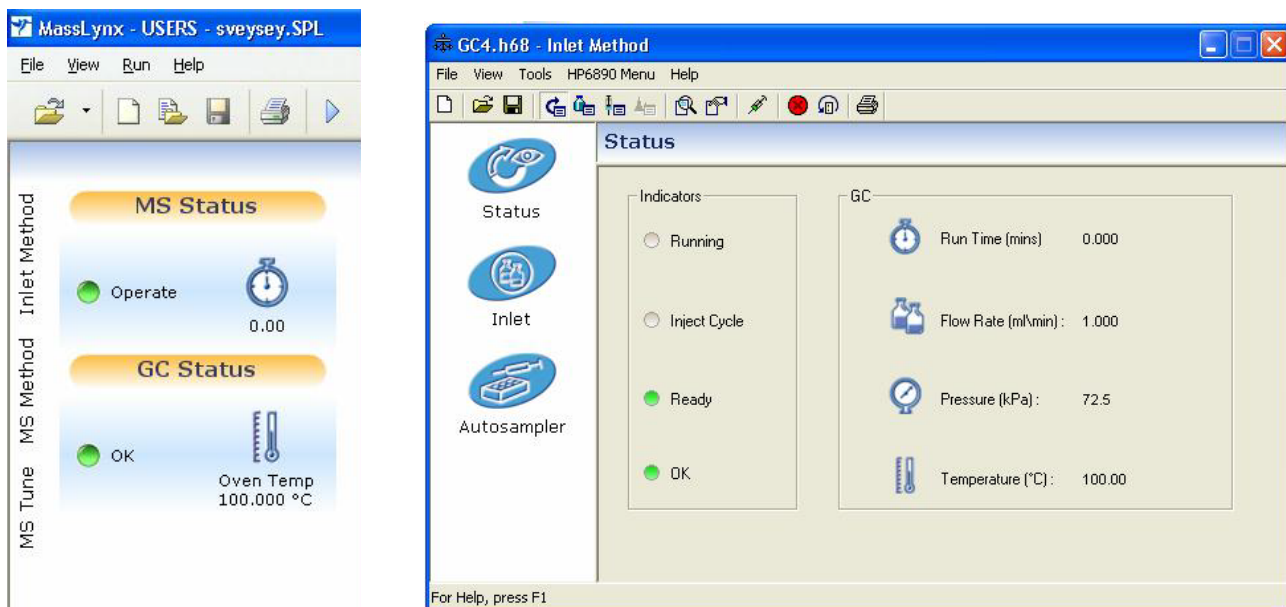 MassLynx - USERS - sveysey.SPL
File View Run Help
Inlet Method
MS Method
MS Tune
MS Status
Operate
0.00
GC Status
OK
Oven Temp
100.000 °C
GC4.h68 - Inlet Method
File View Tools HP6890 Menu Help
Status
Inlet
Autosampler
Status
Indicators
Running
Inject Cycle
Ready
OK
GC
Run Time (mins) 0.000
Flow Rate (ml\min) : 1.000
Pressure (kPa) : 72.5
Temperature (°C) : 100.00
For Help, press F1